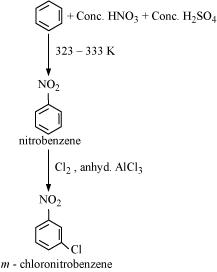 + Conc. HNO3 + Conc. H2SO4
323 – 333 K
NO2
nitrobenzene
Cl2 , anhyd. AlCl3
NO2
Cl
m - chloronitrobenzene